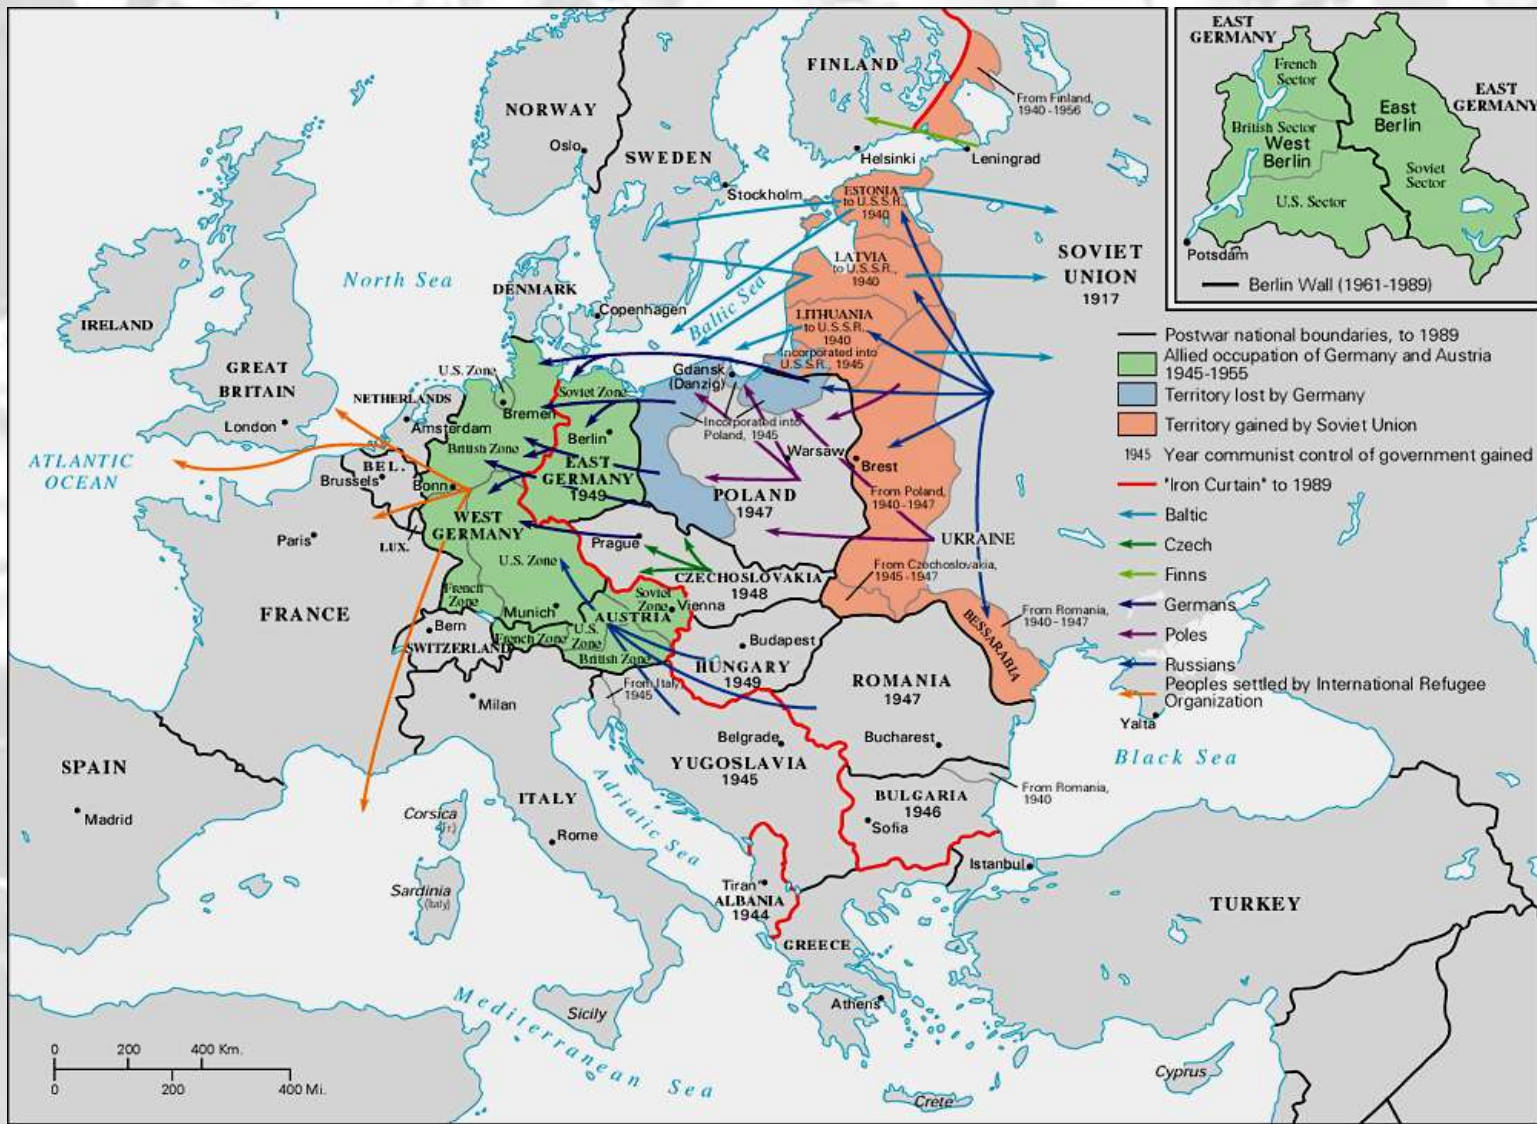 NORWAY
Oslo
SWEDEN
Stockholm
FINLAND
Helsinki
Leningrad
From Finland,
1940-1956
ESTONIA
to U.S.S.R.,
1940
LATVIA
to U.S.S.R.,
1940
LITHUANIA
to U.S.S.R.,
1940
Incorporated into
U.S.S.R., 1945
SOVIET
UNION
1917
North Sea
Baltic Sea
DENMARK
Copenhagen
IRELAND
GREAT
BRITAIN
London
ATLANTIC
OCEAN
NETHERLANDS
Amsterdam
BEL.
Brussels
LUX.
U.S. Zone
Bremen
British Zone
Bonn
WEST
GERMANY
U.S. Zone
French
Zone
Munich
Soviet Zone
Berlin
EAST
GERMANY
1949
Gdansk
(Danzig)
Incorporated into
Poland, 1945
Warsaw
POLAND
1947
Brest
From Poland,
1940-1947
UKRAINE
Prague
CZECHOSLOVAKIA
1948
From Czechoslovakia,
1945-1947
Soviet
Zone
Vienna
AUSTRIA
French Zone
U.S.
Zone
British Zone
Paris
FRANCE
Bern
SWITZERLAND
Budapest
HUNGARY
1949
From Italy,
1945
BESSARABIA
From Romania,
1940-1947
ROMANIA
1947
Bucharest
Milan
Belgrade
YUGOSLAVIA
1945
BULGARIA
1946
Sofia
From Romania,
1940
Yalta
Black Sea
SPAIN
Madrid
Corsica
(Fr.)
Sardinia
(Italy)
ITALY
Rome
Adriatic Sea
Tiran
ALBANIA
1944
GREECE
Athens
Istanbul
TURKEY
Sicily
Mediterranean Sea
Crete
Cyprus
0 200 400 Km.
0 200 400 Mi.
EAST
GERMANY
French
Sector
British Sector
West
Berlin
U.S. Sector
East
Berlin
Soviet
Sector
EAST
GERMANY
Potsdam
Berlin Wall (1961-1989)
Postwar national boundaries, to 1989
Allied occupation of Germany and Austria
1945-1955
Territory lost by Germany
Territory gained by Soviet Union
1945 Year communist control of government gained
"Iron Curtain" to 1989
Baltic
Czech
Finns
Germans
Poles
Russians
Peoples settled by International Refugee
Organization